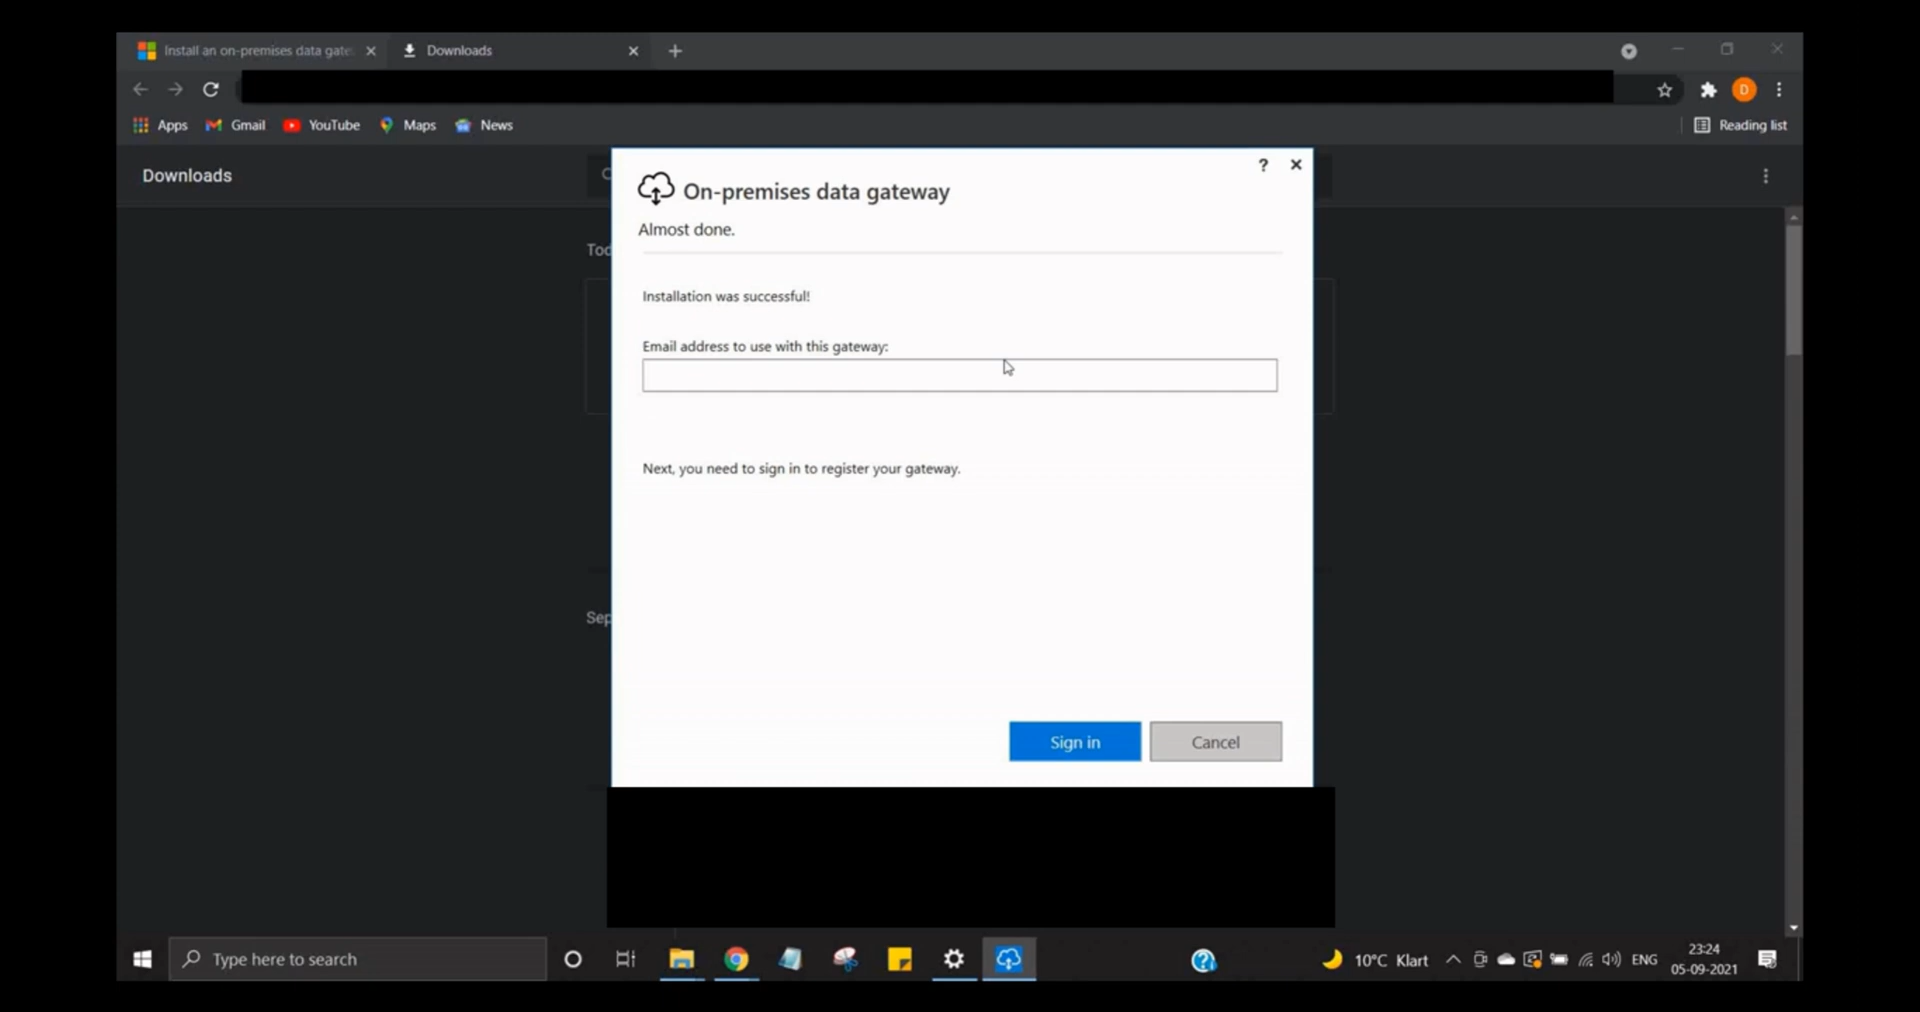 Install an on-premises data gate
Downloads
D
Apps
Gmail
YouTube
Maps
News
Reading list
Downloads
?
On-premises data gateway
Almost done.
Tod
Installation was successful!
Email address to use with this gateway:
Next, you need to sign in to register your gateway.
Sep
Sign in
Cancel
Type here to search
10°C Klart
ENG
23:24
05-09-2021